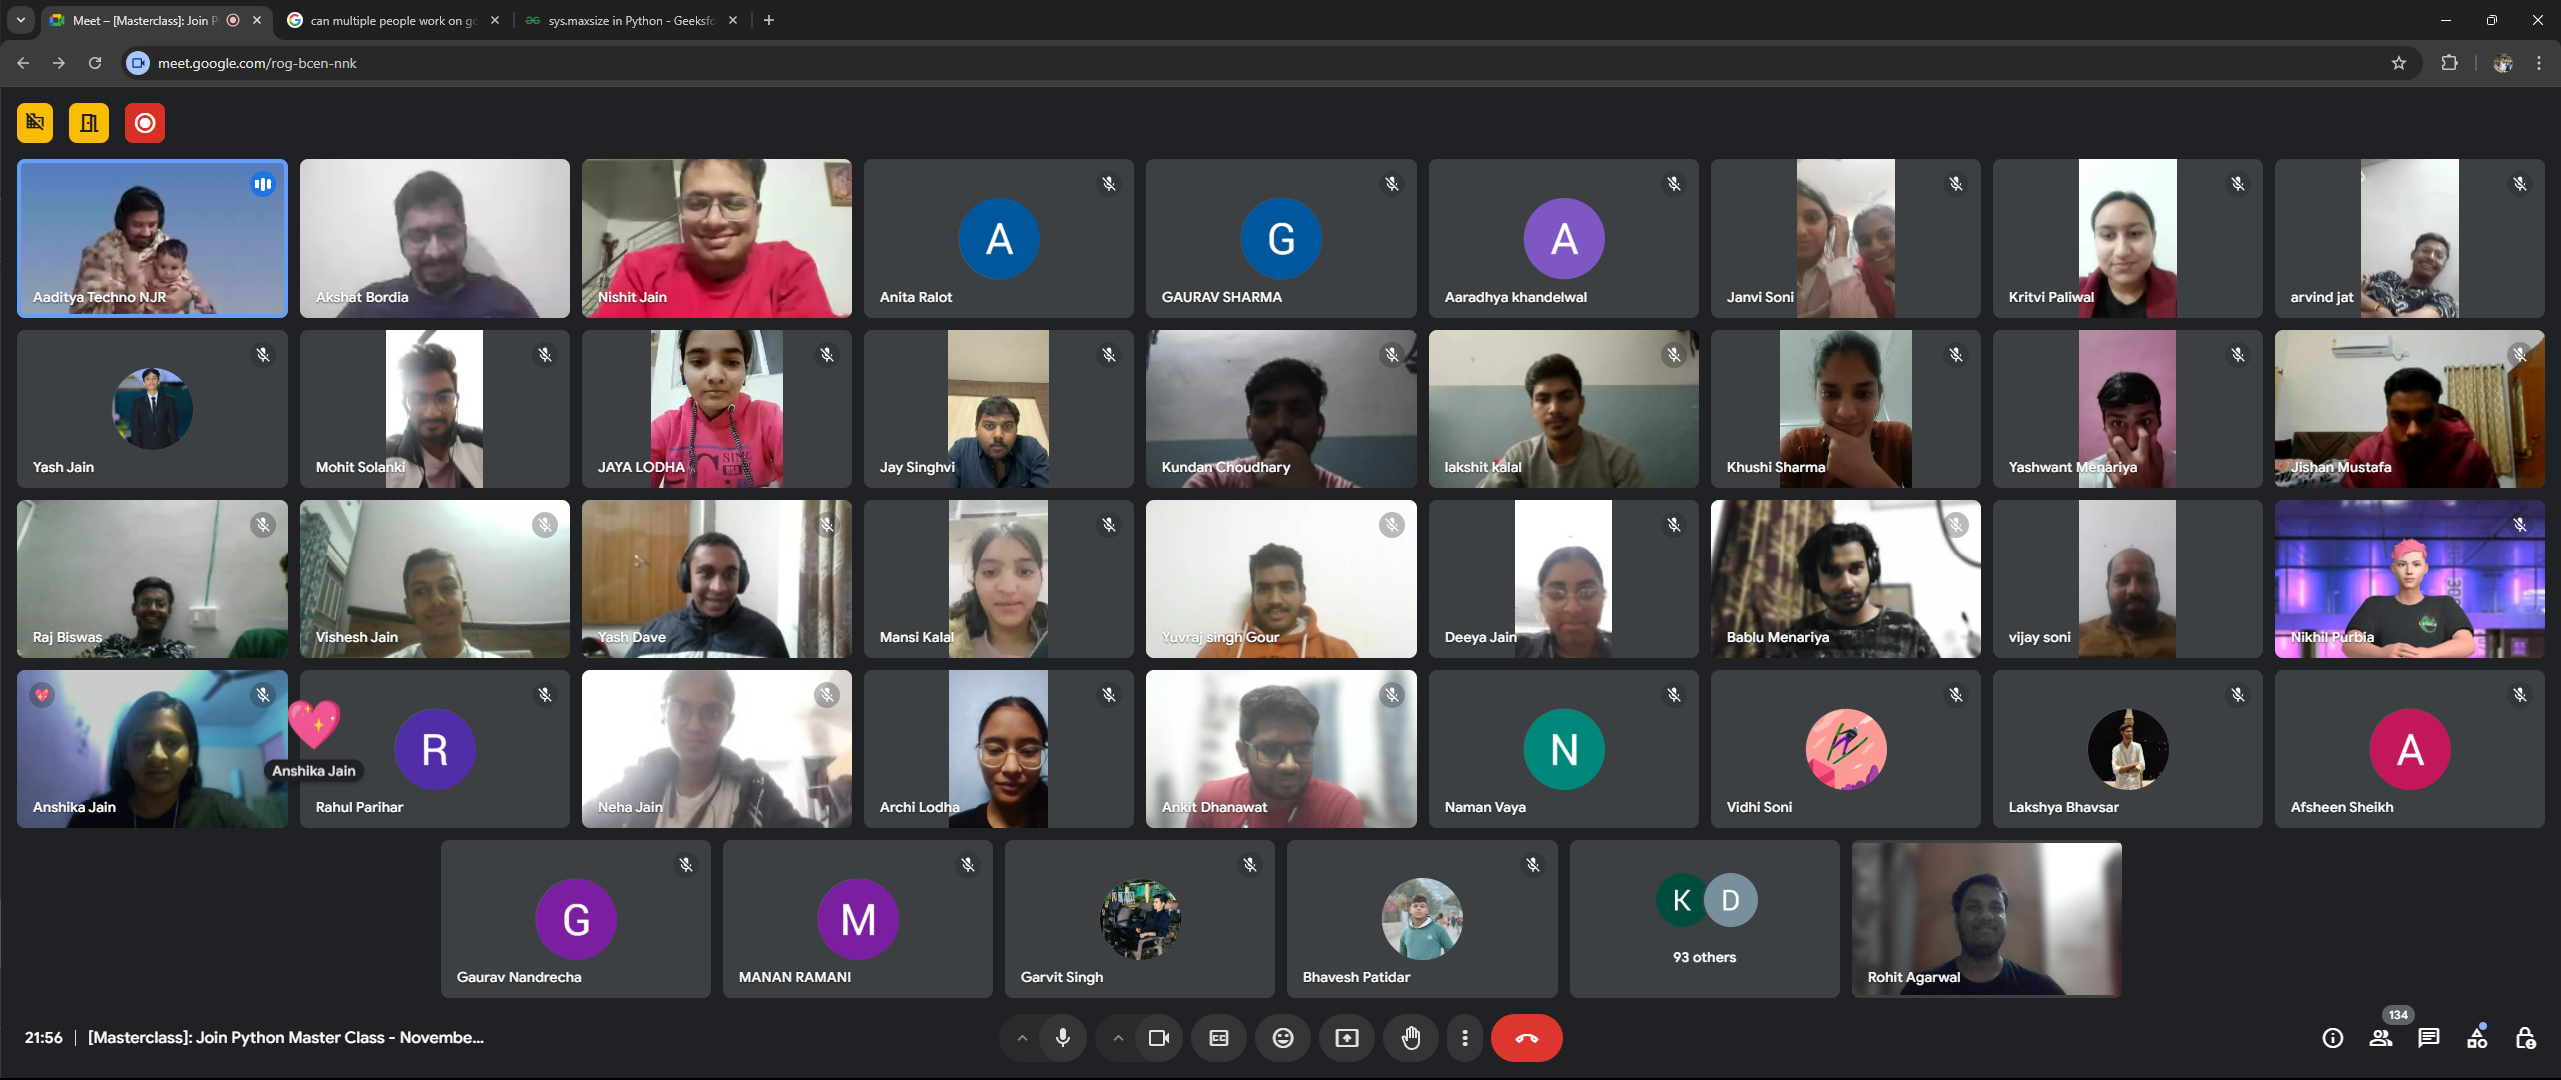 Meet – [Masterclass]: Join P
can multiple people work on go
sys.maxsize in Python - Geeksfo
meet.google.com/rog-bcen-nnk
Aaditya Techno NJR
Akshat Bordia
Nishit Jain
A
Anita Ralot
G
GAURAV SHARMA
A
Aaradhya khandelwal
Janvi Soni
Kritvi Paliwal
arvind jat
Yash Jain
Mohit Solanki
JAYA LODHA
Jay Singhvi
Kundan Choudhary
lakshit kalal
Khushi Sharma
Yashwant Menariya
Jishan Mustafa
Raj Biswas
Vishesh Jain
Yash Dave
Mansi Kalal
Yuvraj singh Gour
Deeya Jain
Bablu Menariya
vijay soni
Nikhil Purbia
Anshika Jain
Anshika Jain
R
Rahul Parihar
Neha Jain
Archi Lodha
Ankit Dhanawat
N
Naman Vaya
Vidhi Soni
Lakshya Bhavsar
A
Afsheen Sheikh
G
Gaurav Nandrecha
M
MANAN RAMANI
Garvit Singh
Bhavesh Patidar
K D
93 others
Rohit Agarwal
21:56 | [Masterclass]: Join Python Master Class - Novembe...
CC
134